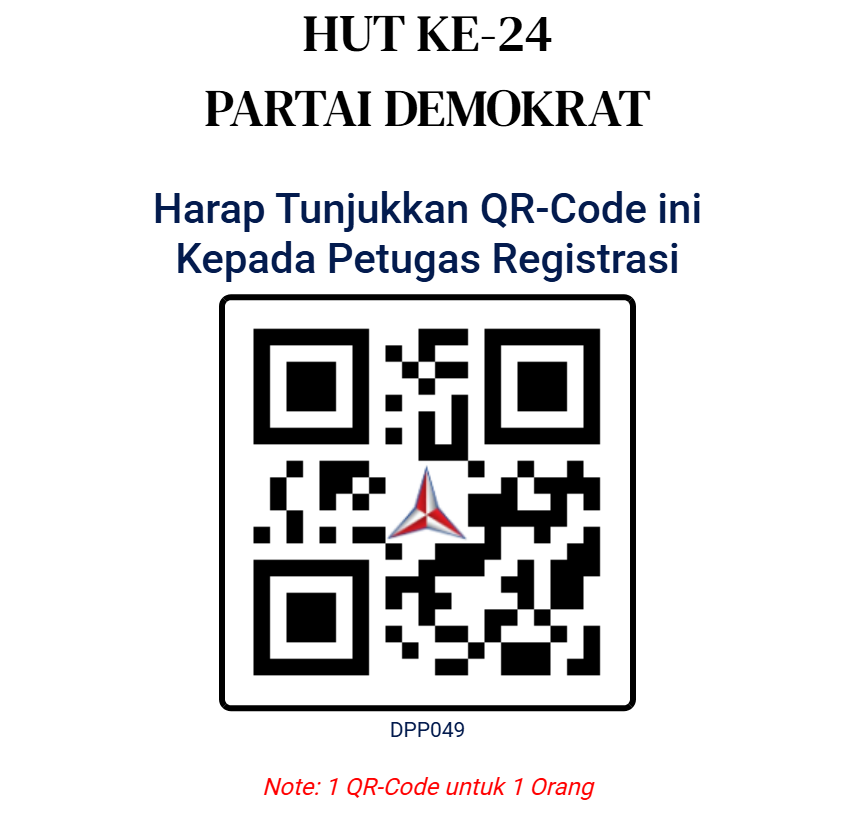 HUT KE-24
PARTAI DEMOKRAT
Harap Tunjukkan QR-Code ini
Kepada Petugas Registrasi
DPP049
Note: 1 QR-Code untuk 1 Orang